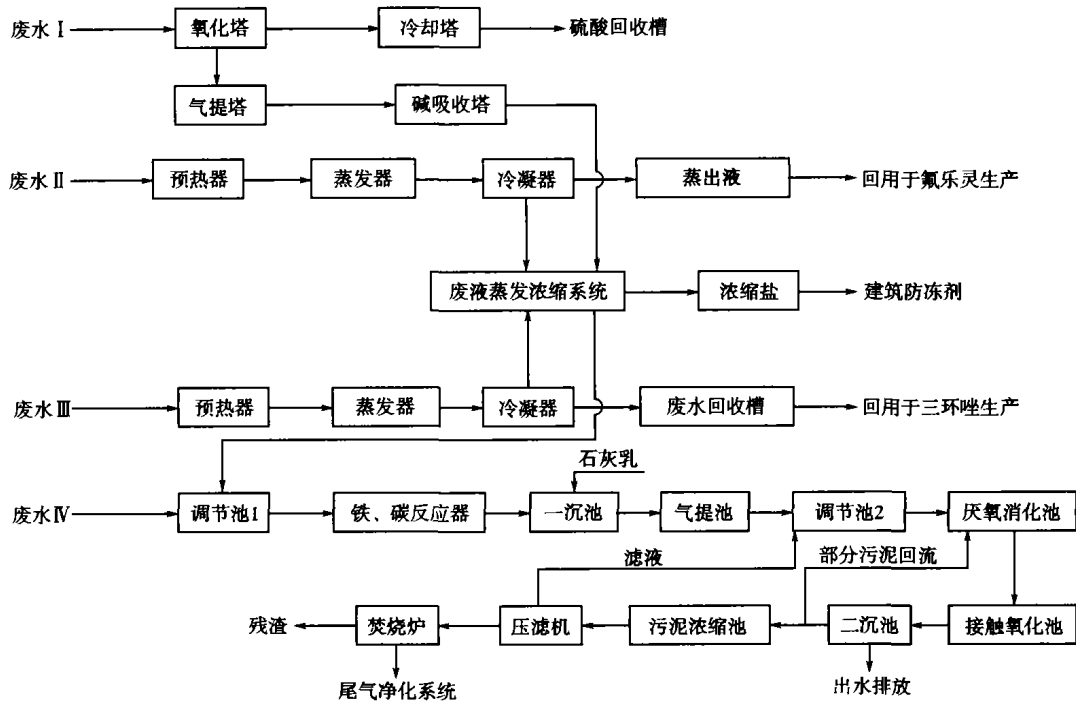 废水Ⅰ 氧化塔 冷却塔 硫酸回收槽
气提塔 碱吸收塔
废水Ⅱ 预热器 蒸发器 冷凝器 蒸出液 回用于氟乐灵生产
废液蒸发浓缩系统 浓缩盐 建筑防冻剂
废水Ⅲ 预热器 蒸发器 冷凝器 废水回收槽 回用于三环唑生产
石灰乳
废水Ⅳ 调节池1 铁、碳反应器 一沉池 气提池 调节池2 厌氧消化池
滤液 部分污泥回流
残渣 焚烧炉 压滤机 污泥浓缩池 二沉池 接触氧化池
尾气净化系统 出水排放